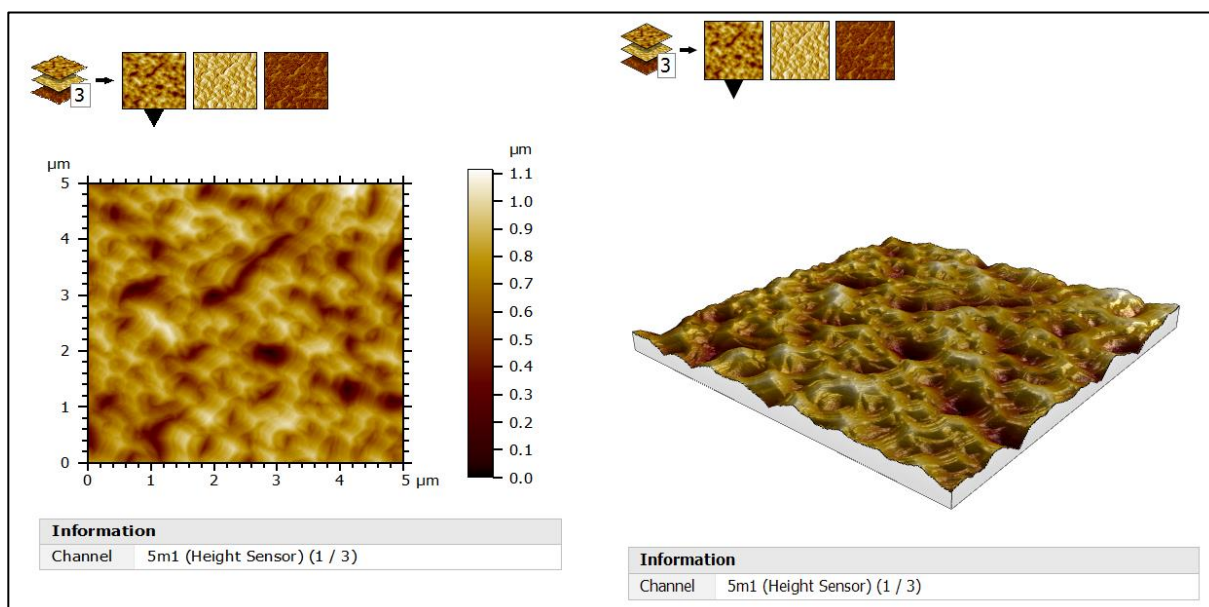 3
3
µm
5
4
3
2
1
0
0 1 2 3 4 5 µm
µm
1.1
1.0
0.9
0.8
0.7
0.6
0.5
0.4
0.3
0.2
0.1
0.0
Information
Channel 5m1 (Height Sensor) (1 / 3)
Information
Channel 5m1 (Height Sensor) (1 / 3)